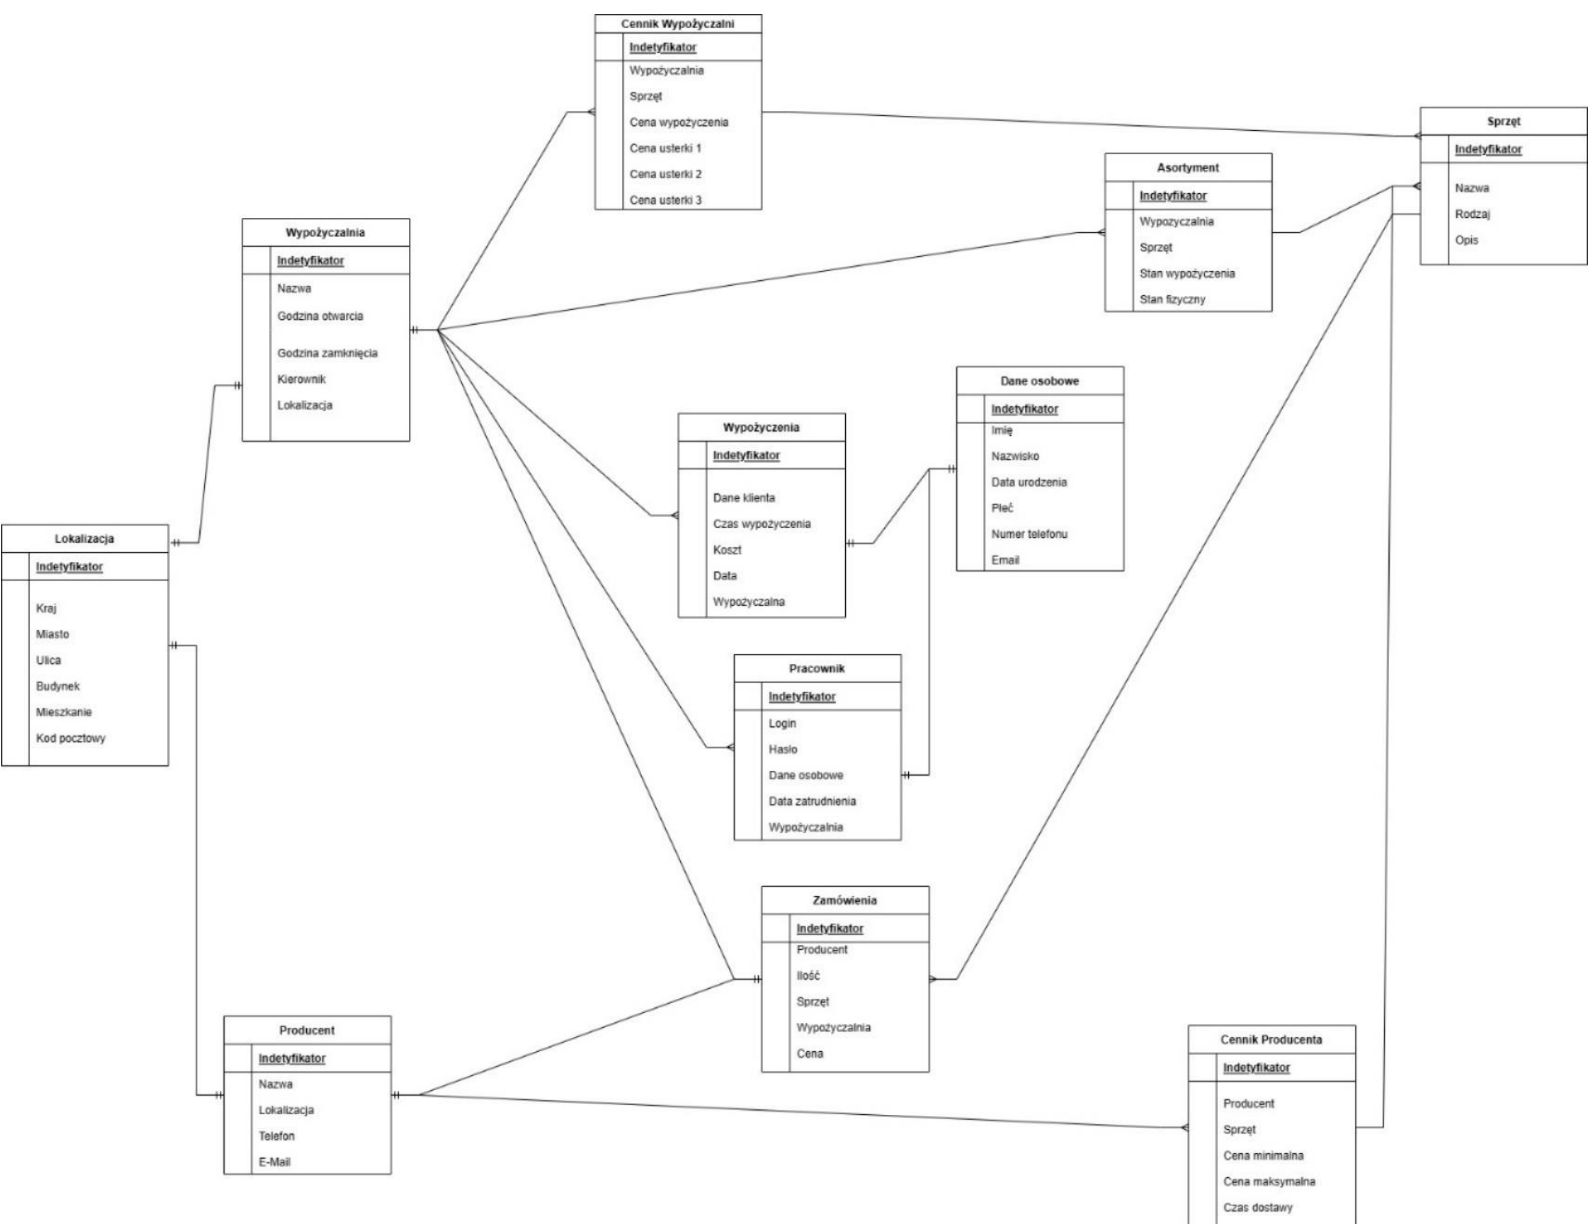 Cennik Wypożyczalni
Indetyfikator
Wypożyczalnia
Sprzęt
Cena wypożyczenia
Cena usterki 1
Cena usterki 2
Cena usterki 3
Sprzęt
Indetyfikator
Nazwa
Rodzaj
Opis
Asortyment
Indetyfikator
Wypozyczalnia
Sprzęt
Stan wypożyczenia
Stan fizyczny
Wypożyczalnia
Indetyfikator
Nazwa
Godzina otwarcia
Godzina zamknięcia
Kierownik
Lokalizacja
Dane osobowe
Indetyfikator
Imię
Nazwisko
Data urodzenia
Płeć
Numer telefonu
Email
Wypożyczenia
Indetyfikator
Dane klienta
Czas wypożyczenia
Koszt
Data
Wypożyczalna
Lokalizacja
Indetyfikator
Kraj
Miasto
Ulica
Budynek
Mieszkanie
Kod pocztowy
Pracownik
Indetyfikator
Login
Hasło
Dane osobowe
Data zatrudnienia
Wypożyczalnia
Zamówienia
Indetyfikator
Producent
Ilość
Sprzęt
Wypożyczalnia
Cena
Producent
Indetyfikator
Nazwa
Lokalizacja
Telefon
E-Mail
Cennik Producenta
Indetyfikator
Producent
Sprzęt
Cena minimalna
Cena maksymalna
Czas dostawy